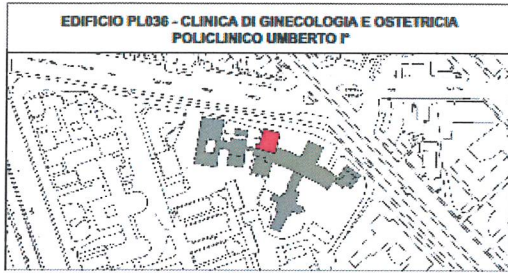 EDIFICIO PL036 - CLINICA DI GINECOLOGIA E OSTETRICIA
POLICLINICO UMBERTO I°